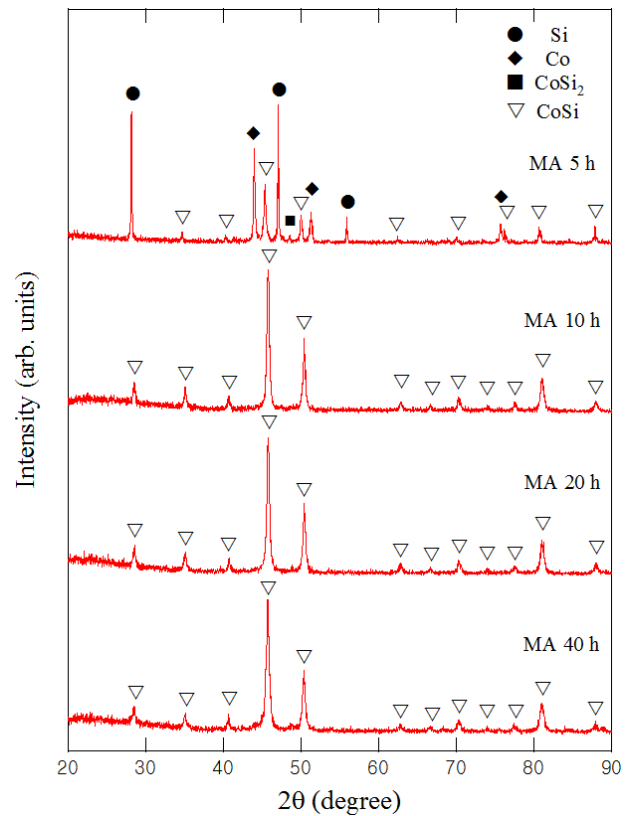 Si
Co
CoSi₂
CoSi
MA 5 h
MA 10 h
MA 20 h
MA 40 h
Intensity (arb. units)
20 30 40 50 60 70 80 90
2θ (degree)